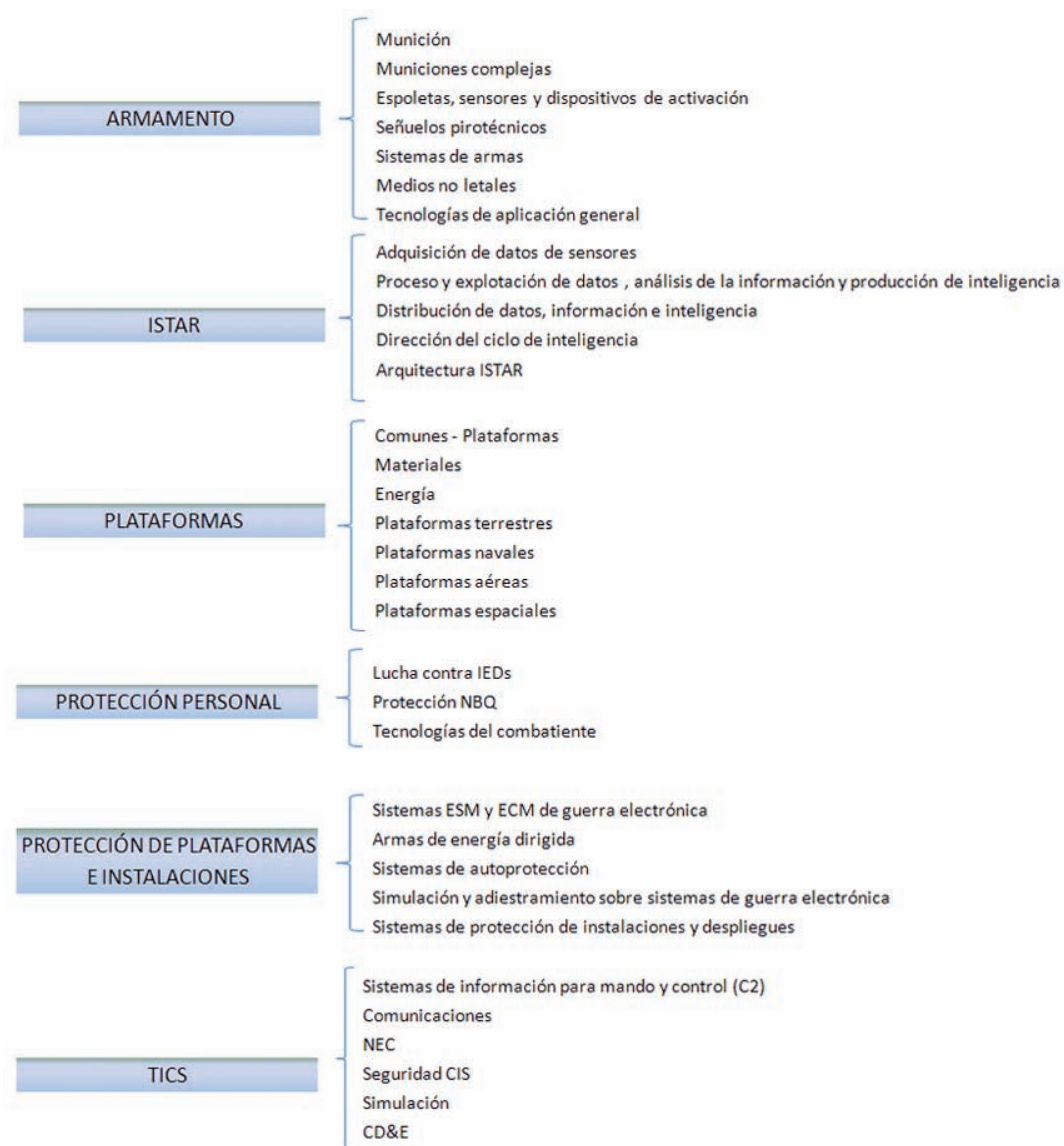 ARMAMENTO
Munición
Municiones complejas
Espoletas, sensores y dispositivos de activación
Señuelos pirotécnicos
Sistemas de armas
Medios no letales
Tecnologías de aplicación general
ISTAR
Adquisición de datos de sensores
Proceso y explotación de datos , análisis de la información y producción de inteligencia
Distribución de datos, información e inteligencia
Dirección del ciclo de inteligencia
Arquitectura ISTAR
PLATAFORMAS
Comunes - Plataformas
Materiales
Energía
Plataformas terrestres
Plataformas navales
Plataformas aéreas
Plataformas espaciales
PROTECCIÓN PERSONAL
Lucha contra IEDs
Protección NBQ
Tecnologías del combatiente
PROTECCIÓN DE PLATAFORMAS
E INSTALACIONES
Sistemas ESM y ECM de guerra electrónica
Armas de energía dirigida
Sistemas de autoprotección
Simulación y adiestramiento sobre sistemas de guerra electrónica
Sistemas de protección de instalaciones y despliegues
TICS
Sistemas de información para mando y control (C2)
Comunicaciones
NEC
Seguridad CIS
Simulación
CD&E